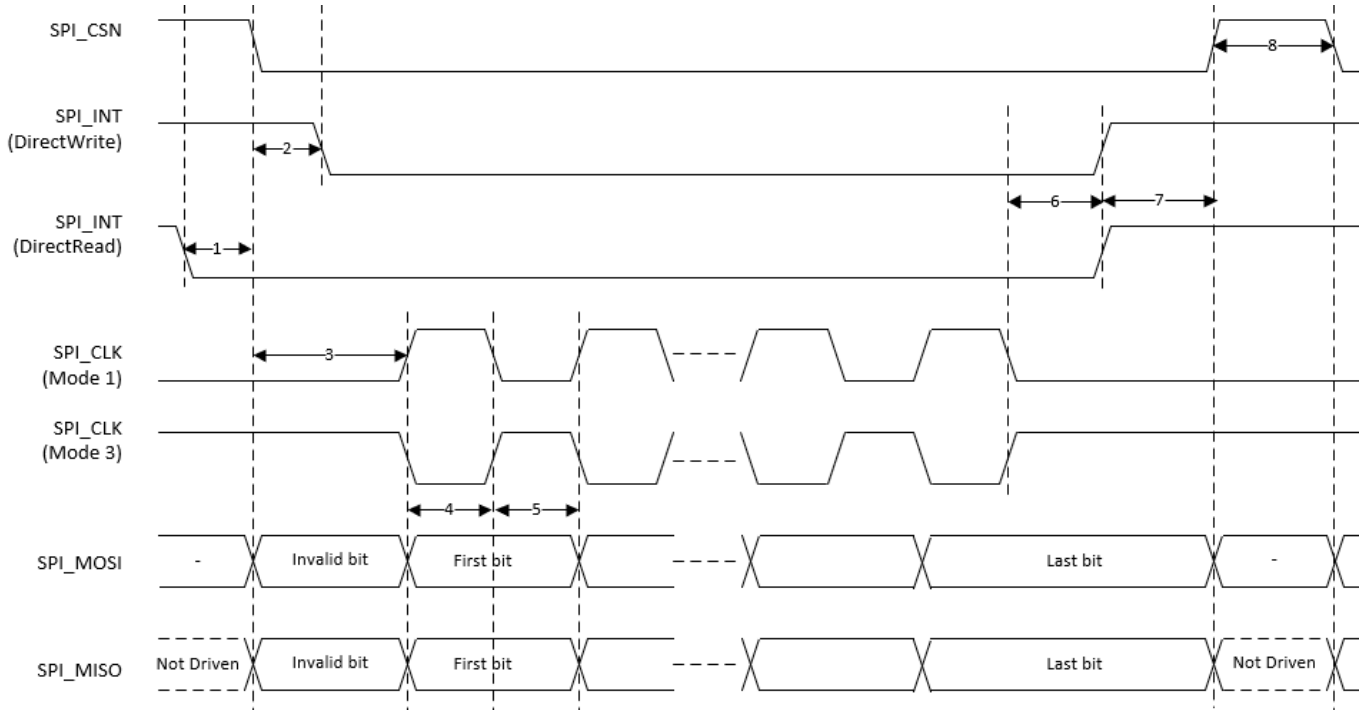 SPI_CSN
8
SPI_INT
(DirectWrite)
2
6
7
SPI_INT
(DirectRead)
1
SPI_CLK
(Mode 1)
3
SPI_CLK
(Mode 3)
4
5
SPI_MOSI
-
Invalid bit
First bit
Last bit
-
SPI_MISO
Not Driven
Invalid bit
First bit
Last bit
Not Driven